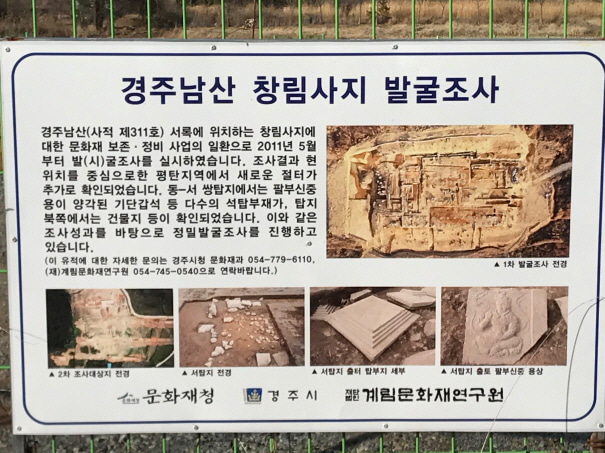 경주남산 창림사지 발굴조사
경주남산(사적 제311호) 서록에 위치하는 창림사지에
대한 문화재 보존·정비 사업의 일환으로 2011년 5월
부터 발(시)굴조사를 실시하였습니다. 조사결과 현
위치를 중심으로한 평탄지역에서 새로운 절터가
추가로 확인되었습니다. 동－서 쌍탑지에서는 팔부신중
용이 양각된 기단갑석 등 다수의 석탑부재가, 탑지
북쪽에서는 건물지 등이 확인되었습니다. 이와 같은
조사성과를 바탕으로 정밀발굴조사를 진행하고
있습니다.
(이 유적에 대한 자세한 문의는 경주시청 문화재과 054-779-6110,
(재)계림문화재연구원 054-745-0540으로 연락바랍니다.)
▲ 1차 발굴조사 전경
▲ 2차 조사대상지 전경
▲ 서탑지 전경
▲ 서탑지 출터 탑부지 세부
▲ 서탑지 출토 팔부신중 용상
문화재청
경주시
재단법인 계림문화재연구원